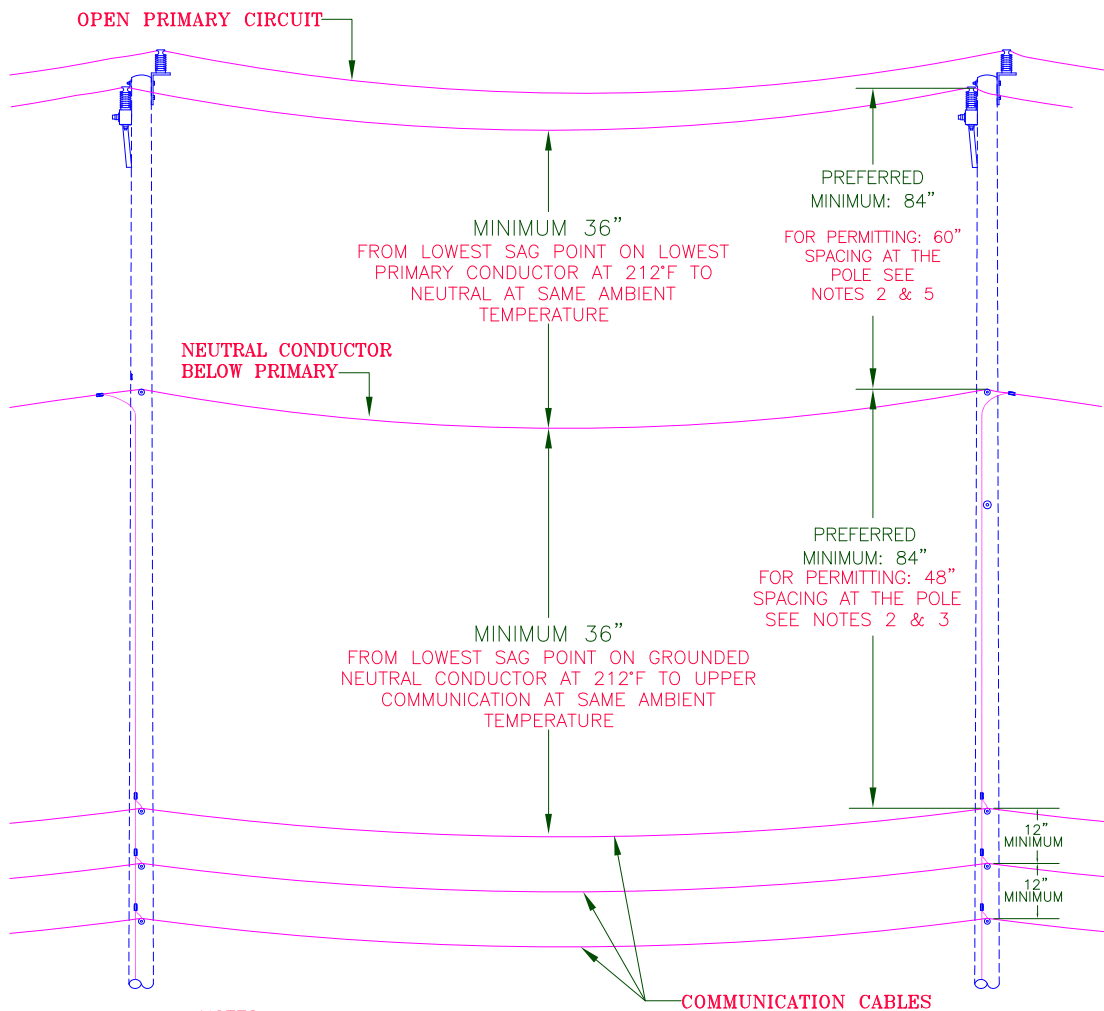 OPEN PRIMARY CIRCUIT
PREFERRED
MINIMUM: 84”
FOR PERMITTING: 60”
SPACING AT THE
POLE SEE
NOTES 2 & 5
MINIMUM 36”
FROM LOWEST SAG POINT ON LOWEST
PRIMARY CONDUCTOR AT 212°F TO
NEUTRAL AT SAME AMBIENT
TEMPERATURE
NEUTRAL CONDUCTOR
BELOW PRIMARY
PREFERRED
MINIMUM: 84”
FOR PERMITTING: 48”
SPACING AT THE POLE
SEE NOTES 2 & 3
MINIMUM 36”
FROM LOWEST SAG POINT ON GROUNDED
NEUTRAL CONDUCTOR AT 212°F TO UPPER
COMMUNICATION AT SAME AMBIENT
TEMPERATURE
12”
MINIMUM
12”
MINIMUM
COMMUNICATION CABLES